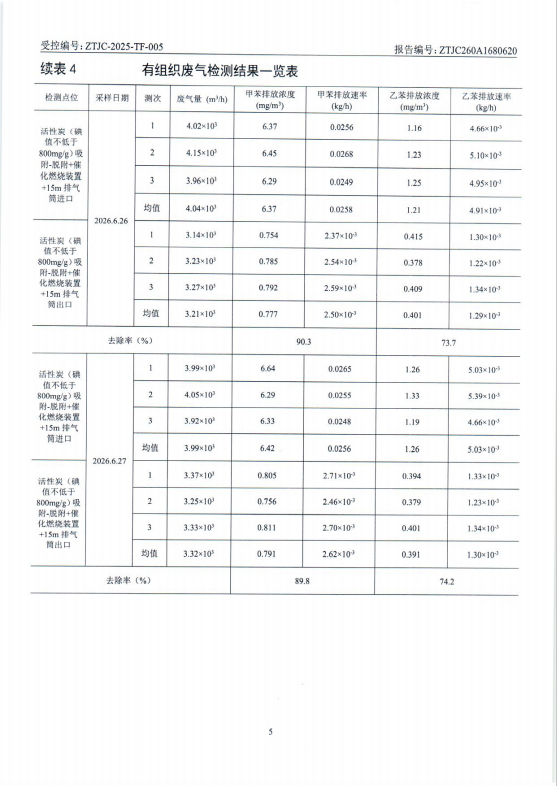 受控编号: ZTJC-2025-TF-005
报告编号: ZTJC260A1680620
续表 4 有组织废气检测结果一览表
检测点位 采样日期 测次 废气量 (m³/h) 甲苯排放浓度 (mg/m³) 甲苯排放速率 (kg/h) 乙苯排放浓度 (mg/m³) 乙苯排放速率 (kg/h)
活性炭（碘
值不低于
800mg/g）吸
附-脱附+催
化燃烧装置
+15m 排气
筒进口
2026.6.26
1 4.02×10³ 6.37 0.0256 1.16 4.66×10⁻³
2 4.15×10³ 6.45 0.0268 1.23 5.10×10⁻³
3 3.96×10³ 6.29 0.0249 1.25 4.95×10⁻³
均值 4.04×10³ 6.37 0.0258 1.21 4.91×10⁻³
活性炭（碘
值不低于
800mg/g）吸
附-脱附+催
化燃烧装置
+15m 排气
筒出口
1 3.14×10³ 0.754 2.37×10⁻³ 0.415 1.30×10⁻³
2 3.23×10³ 0.785 2.54×10⁻³ 0.378 1.22×10⁻³
3 3.27×10³ 0.792 2.59×10⁻³ 0.409 1.34×10⁻³
均值 3.21×10³ 0.777 2.50×10⁻³ 0.401 1.29×10⁻³
去除率（%） 90.3 73.7
活性炭（碘
值不低于
800mg/g）吸
附-脱附+催
化燃烧装置
+15m 排气
筒进口
2026.6.27
1 3.99×10³ 6.64 0.0265 1.26 5.03×10⁻³
2 4.05×10³ 6.29 0.0255 1.33 5.39×10⁻³
3 3.92×10³ 6.33 0.0248 1.19 4.66×10⁻³
均值 3.99×10³ 6.42 0.0256 1.26 5.03×10⁻³
活性炭（碘
值不低于
800mg/g）吸
附-脱附+催
化燃烧装置
+15m 排气
筒出口
1 3.37×10³ 0.805 2.71×10⁻³ 0.394 1.33×10⁻³
2 3.25×10³ 0.756 2.46×10⁻³ 0.379 1.23×10⁻³
3 3.33×10³ 0.811 2.70×10⁻³ 0.401 1.34×10⁻³
均值 3.32×10³ 0.791 2.62×10⁻³ 0.391 1.30×10⁻³
去除率（%） 89.8 74.2
5